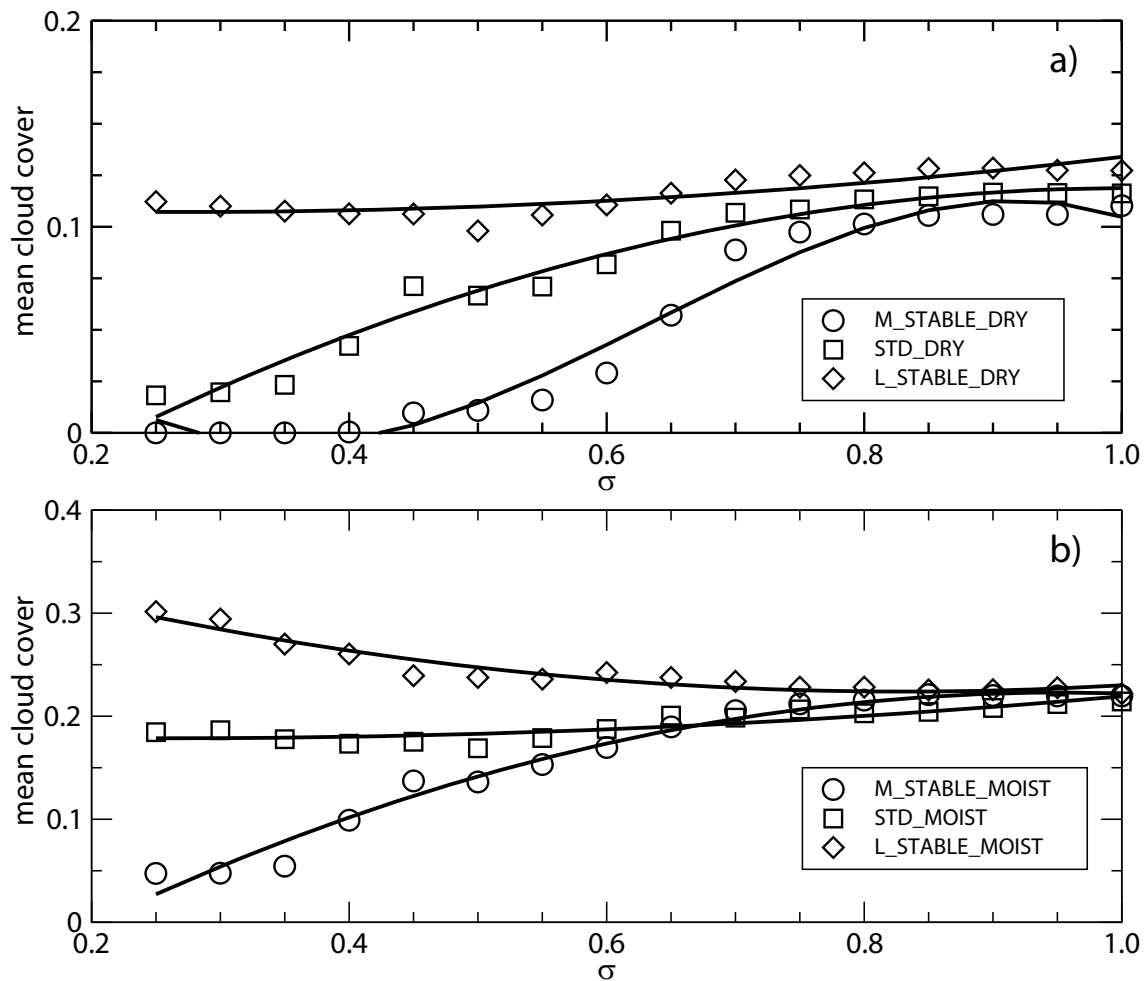 0.2
a)
mean cloud cover
0.1
M_STABLE_DRY
STD_DRY
L_STABLE_DRY
0
0.2 0.4 0.6 0.8 1.0
σ
0.4
b)
mean cloud cover
0.3
0.2
0.1
M_STABLE_MOIST
STD_MOIST
L_STABLE_MOIST
0
0.2 0.4 0.6 0.8 1.0
σ